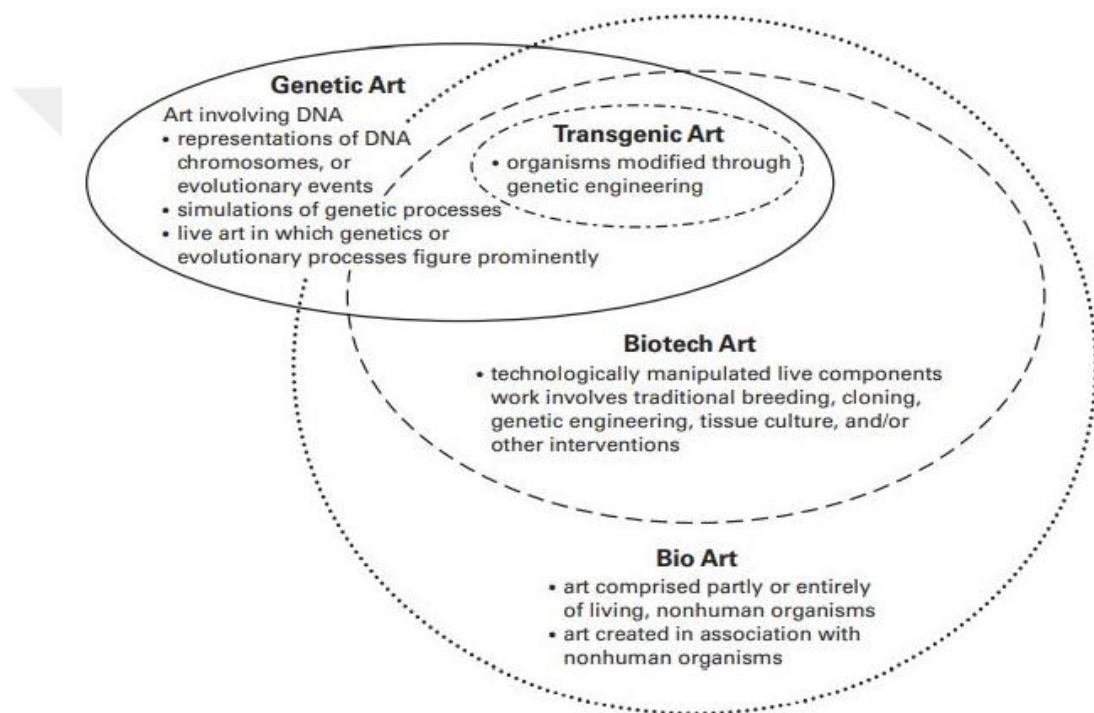 Genetic Art
Art involving DNA
• representations of DNA
chromosomes, or
evolutionary events
• simulations of genetic processes
• live art in which genetics or
evolutionary processes figure prominently
Transgenic Art
• organisms modified through
genetic engineering
Biotech Art
• technologically manipulated live components
work involves traditional breeding, cloning,
genetic engineering, tissue culture, and/or
other interventions
Bio Art
• art comprised partly or entirely
of living, nonhuman organisms
• art created in association with
nonhuman organisms